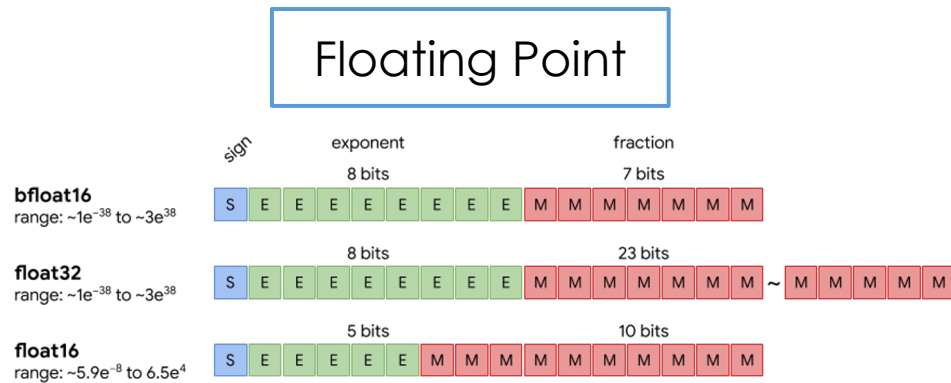 Floating Point
sign exponent fraction
8 bits 7 bits
bfloat16
range: ~1e⁻³⁸ to ~3e³⁸
S E E E E E E E E M M M M M M M
8 bits 23 bits
float32
range: ~1e⁻³⁸ to ~3e³⁸
S E E E E E E E E M M M M M M M ~ M M M M M
5 bits 10 bits
float16
range: ~5.9e⁻⁸ to 6.5e⁴
S E E E E E M M M M M M M M M M